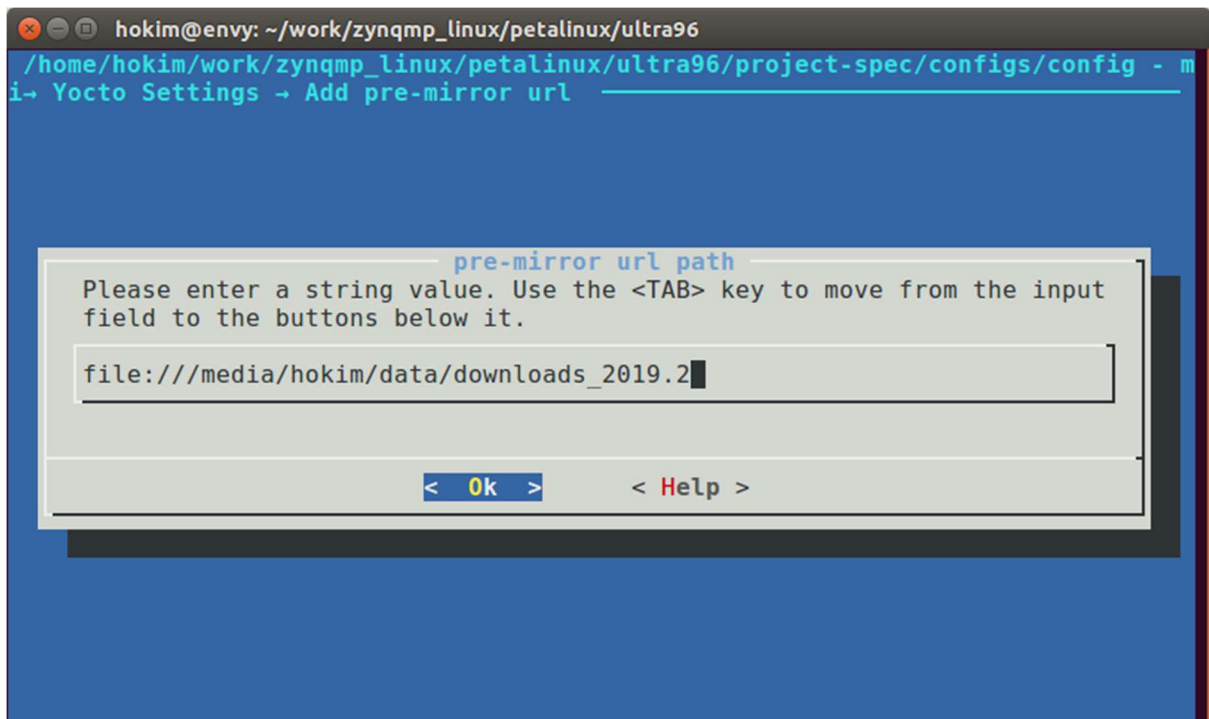 hokim@envy: ~/work/zynqmp_linux/petalinux/ultra96
/home/hokim/work/zynqmp_linux/petalinux/ultra96/project-spec/configs/config - m
i→ Yocto Settings → Add pre-mirror url
pre-mirror url path
Please enter a string value. Use the <TAB> key to move from the input
field to the buttons below it.
file:///media/hokim/data/downloads_2019.2
< Ok > < Help >